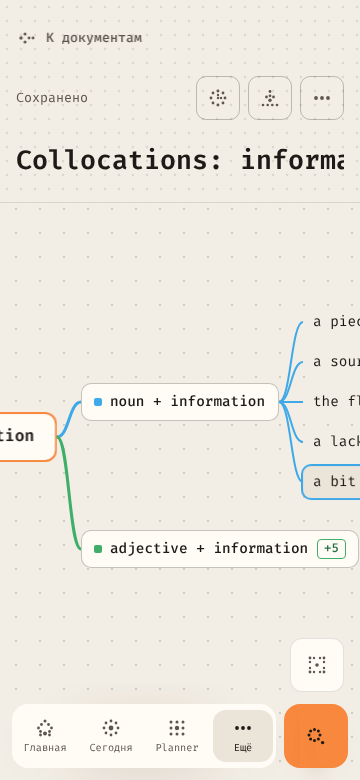 К документам
Сохранено
Collocations: informa
a piec
a sour
noun + information
the fl
tion
a lack
a bit
adjective + information +5
Главная
Сегодня
Planner
Ещё